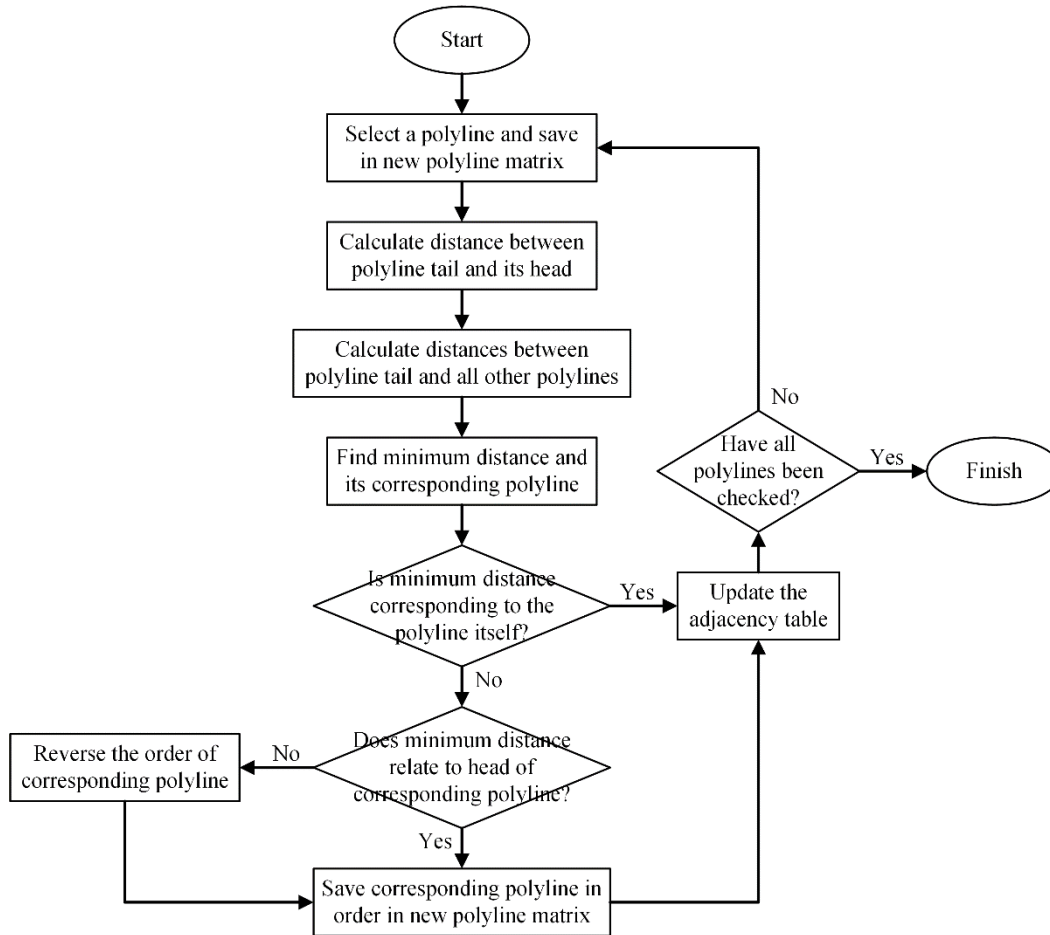 Start
Select a polyline and save
in new polyline matrix
Calculate distance between
polyline tail and its head
Calculate distances between
polyline tail and all other polylines
Find minimum distance and
its corresponding polyline
Is minimum distance
corresponding to the
polyline itself?
Yes
No
Update the
adjacency table
Have all
polylines been
checked?
No
Yes
Finish
Does minimum distance
relate to head of
corresponding polyline?
No
Yes
Reverse the order of
corresponding polyline
Save corresponding polyline in
order in new polyline matrix